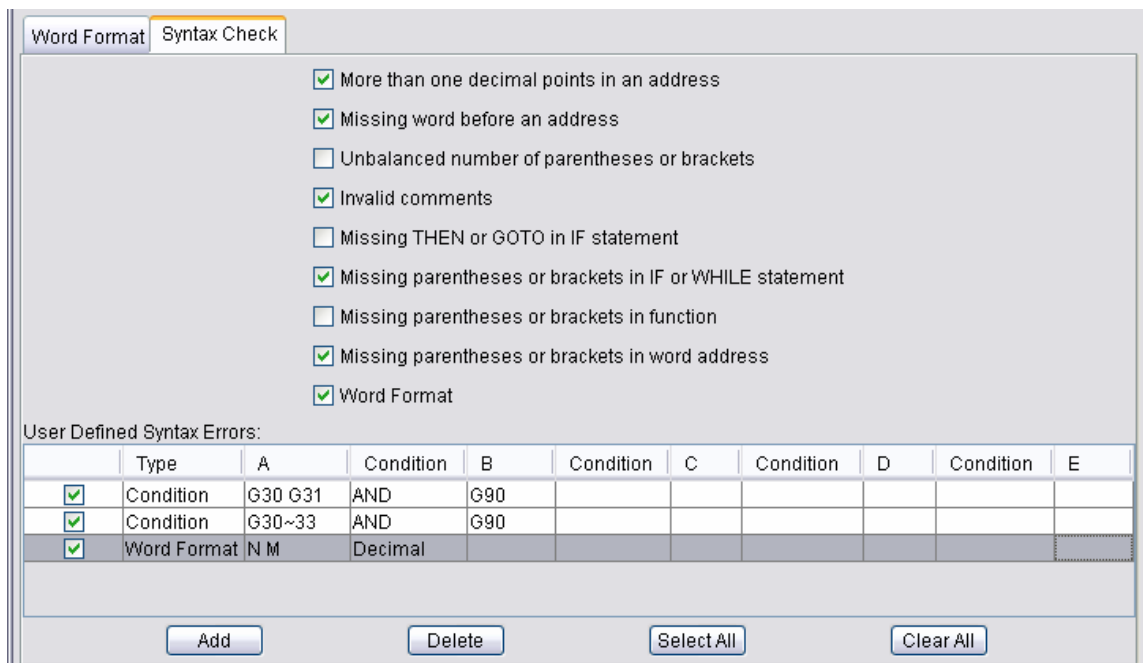 Word Format Syntax Check
More than one decimal points in an address
Missing word before an address
Unbalanced number of parentheses or brackets
Invalid comments
Missing THEN or GOTO in IF statement
Missing parentheses or brackets in IF or WHILE statement
Missing parentheses or brackets in function
Missing parentheses or brackets in word address
Word Format
User Defined Syntax Errors:
Type A Condition B Condition C Condition D Condition E
Condition G30 G31 AND G90
Condition G30~33 AND G90
Word Format N M Decimal
Add Delete Select All Clear All